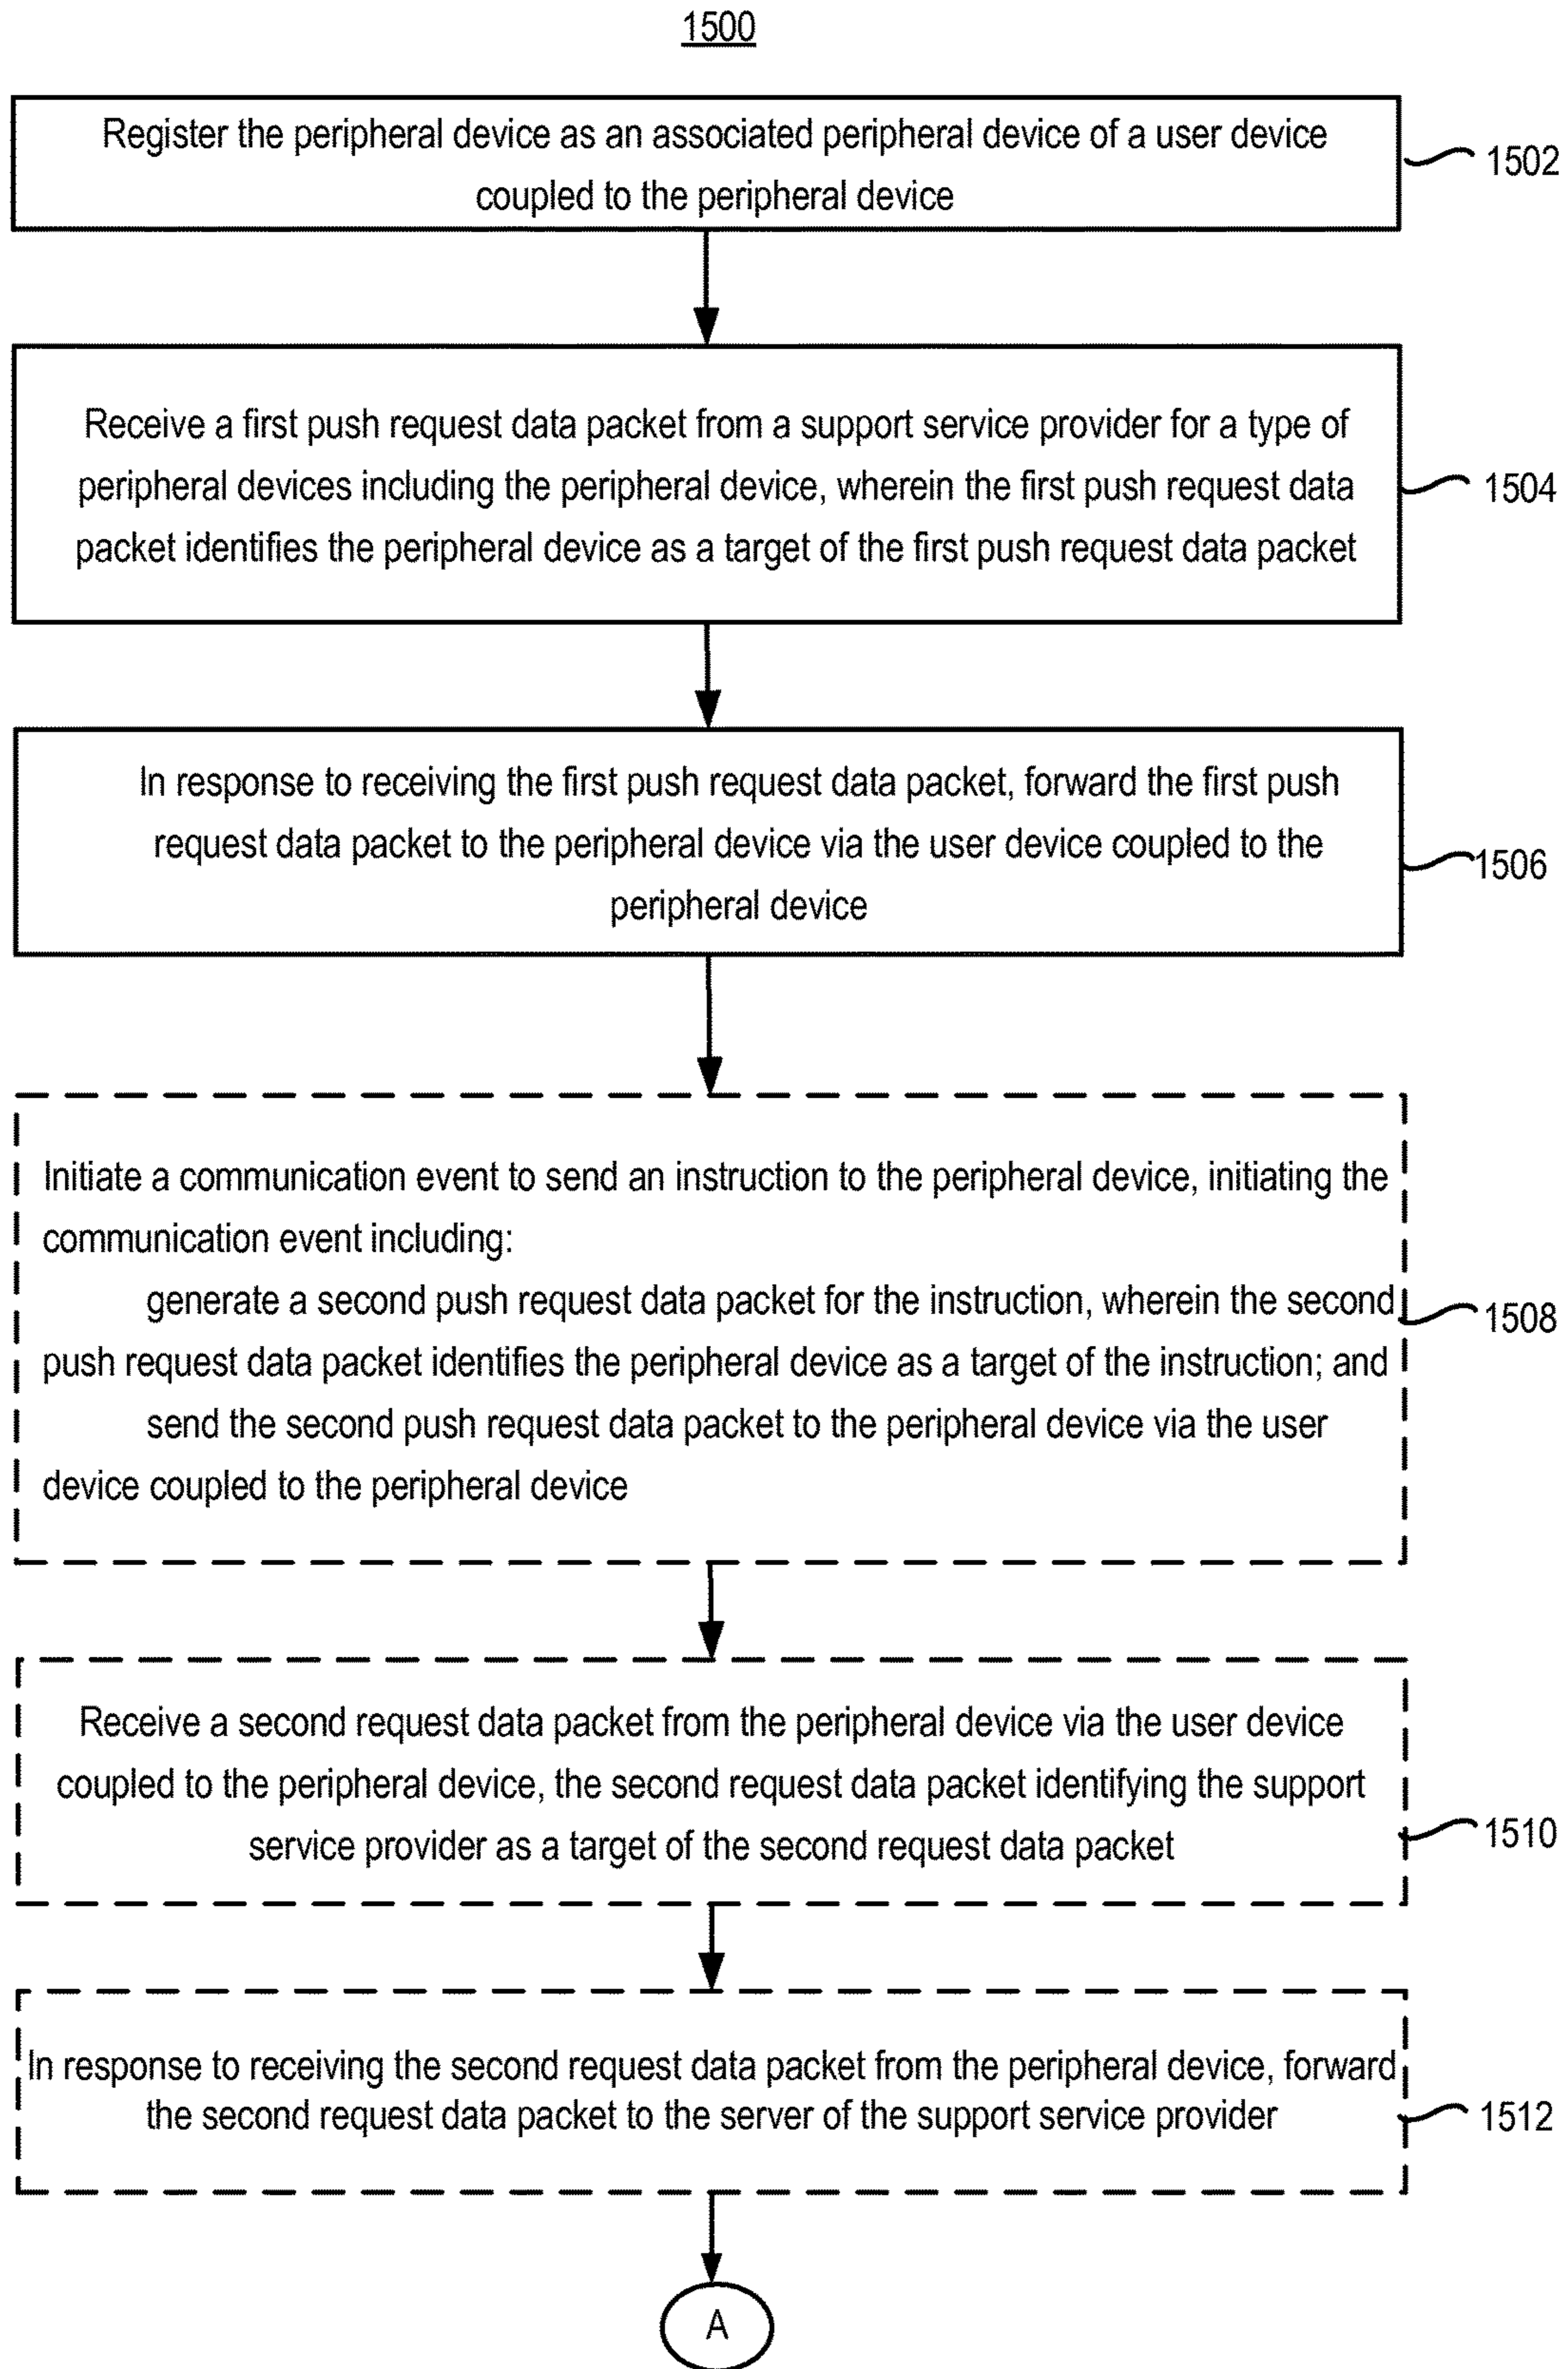 1500
Register the peripheral device as an associated peripheral device of a user device
coupled to the peripheral device
1502
Receive a first push request data packet from a support service provider for a type of
peripheral devices including the peripheral device, wherein the first push request data
packet identifies the peripheral device as a target of the first push request data packet
1504
In response to receiving the first push request data packet, forward the first push
request data packet to the peripheral device via the user device coupled to the
peripheral device
1506
Initiate a communication event to send an instruction to the peripheral device, initiating the
communication event including:
generate a second push request data packet for the instruction, wherein the second
push request data packet identifies the peripheral device as a target of the instruction; and
send the second push request data packet to the peripheral device via the user
device coupled to the peripheral device
1508
Receive a second request data packet from the peripheral device via the user device
coupled to the peripheral device, the second request data packet identifying the support
service provider as a target of the second request data packet
1510
In response to receiving the second request data packet from the peripheral device, forward
the second request data packet to the server of the support service provider
1512
A